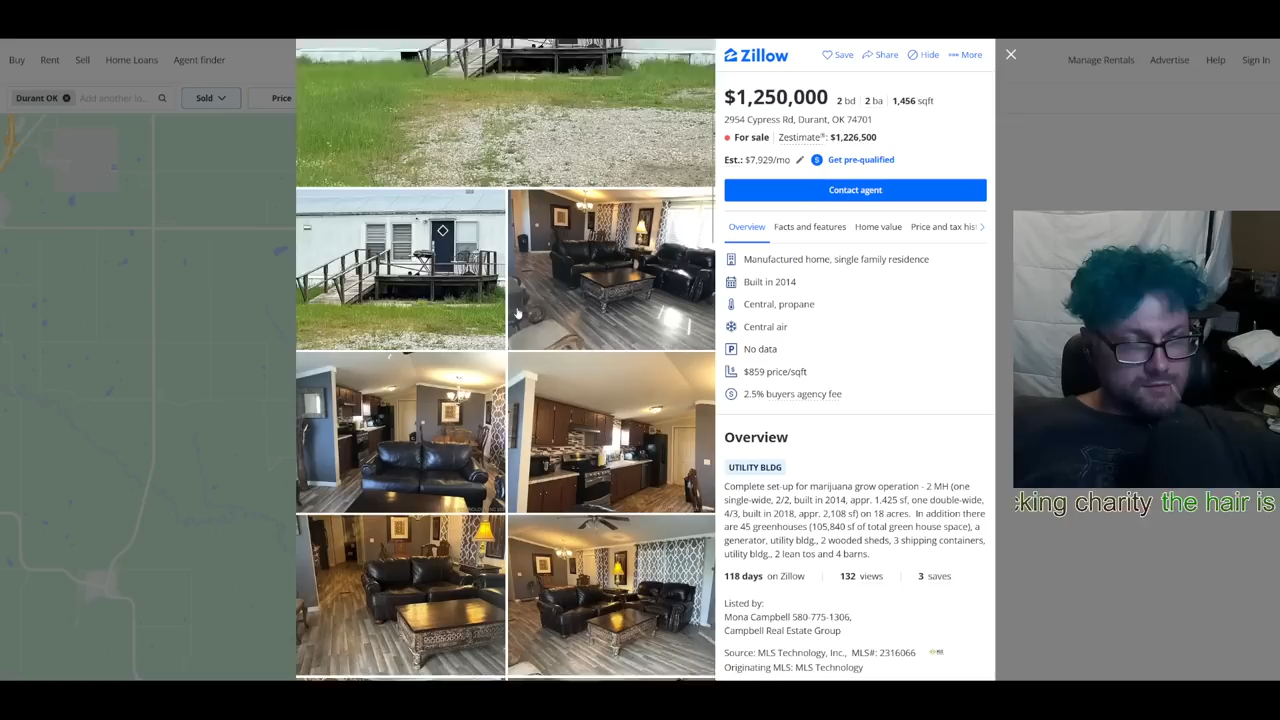 Buy
Rent
Sell
Home Loans
Agent finder
Manage Rentals
Advertise
Help
Sign In
Durant OK
Add another lo...
Sold
Price
Zillow
Save
Share
Hide
More
$1,250,000 2 bd 2 ba 1,456 sqft
2954 Cypress Rd, Durant, OK 74701
For sale Zestimate®: $1,226,500
Est.: $7,929/mo Get pre-qualified
Contact agent
Overview
Facts and features
Home value
Price and tax his
Manufactured home, single family residence
Built in 2014
Central, propane
Central air
No data
$859 price/sqft
2.5% buyers agency fee
Overview
UTILITY BLDG
Complete set-up for marijuana grow operation - 2 MH (one
single-wide, 2/2, built in 2014, appr. 1,425 sf, one double-wide,
4/3, built in 2018, appr. 2,108 sf) on 18 acres. In addition there
are 45 greenhouses (105,840 sf of total green house space), a
generator, utility bldg., 2 wooded sheds, 3 shipping containers,
utility bldg., 2 lean tos and 4 barns.
118 days on Zillow 132 views 3 saves
Listed by:
Mona Campbell 580-775-1306,
Campbell Real Estate Group
Source: MLS Technology, Inc., MLS#: 2316066
Originating MLS: MLS Technology
cking charity the hair is